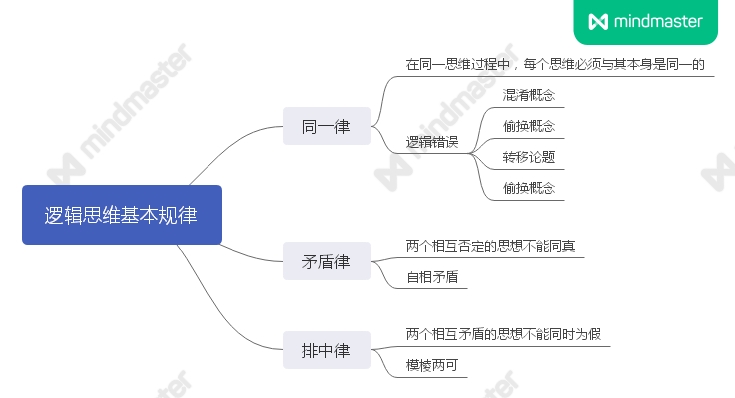 mindmaster
逻辑思维基本规律
同一律
在同一思维过程中，每个思维必须与其本身是同一的
逻辑错误
混淆概念
偷换概念
转移论题
偷换概念
矛盾律
两个相互否定的思想不能同真
自相矛盾
排中律
两个相互矛盾的思想不能同时为假
模棱两可
mindmaster
mindmaster
mindmaster
mindmaster